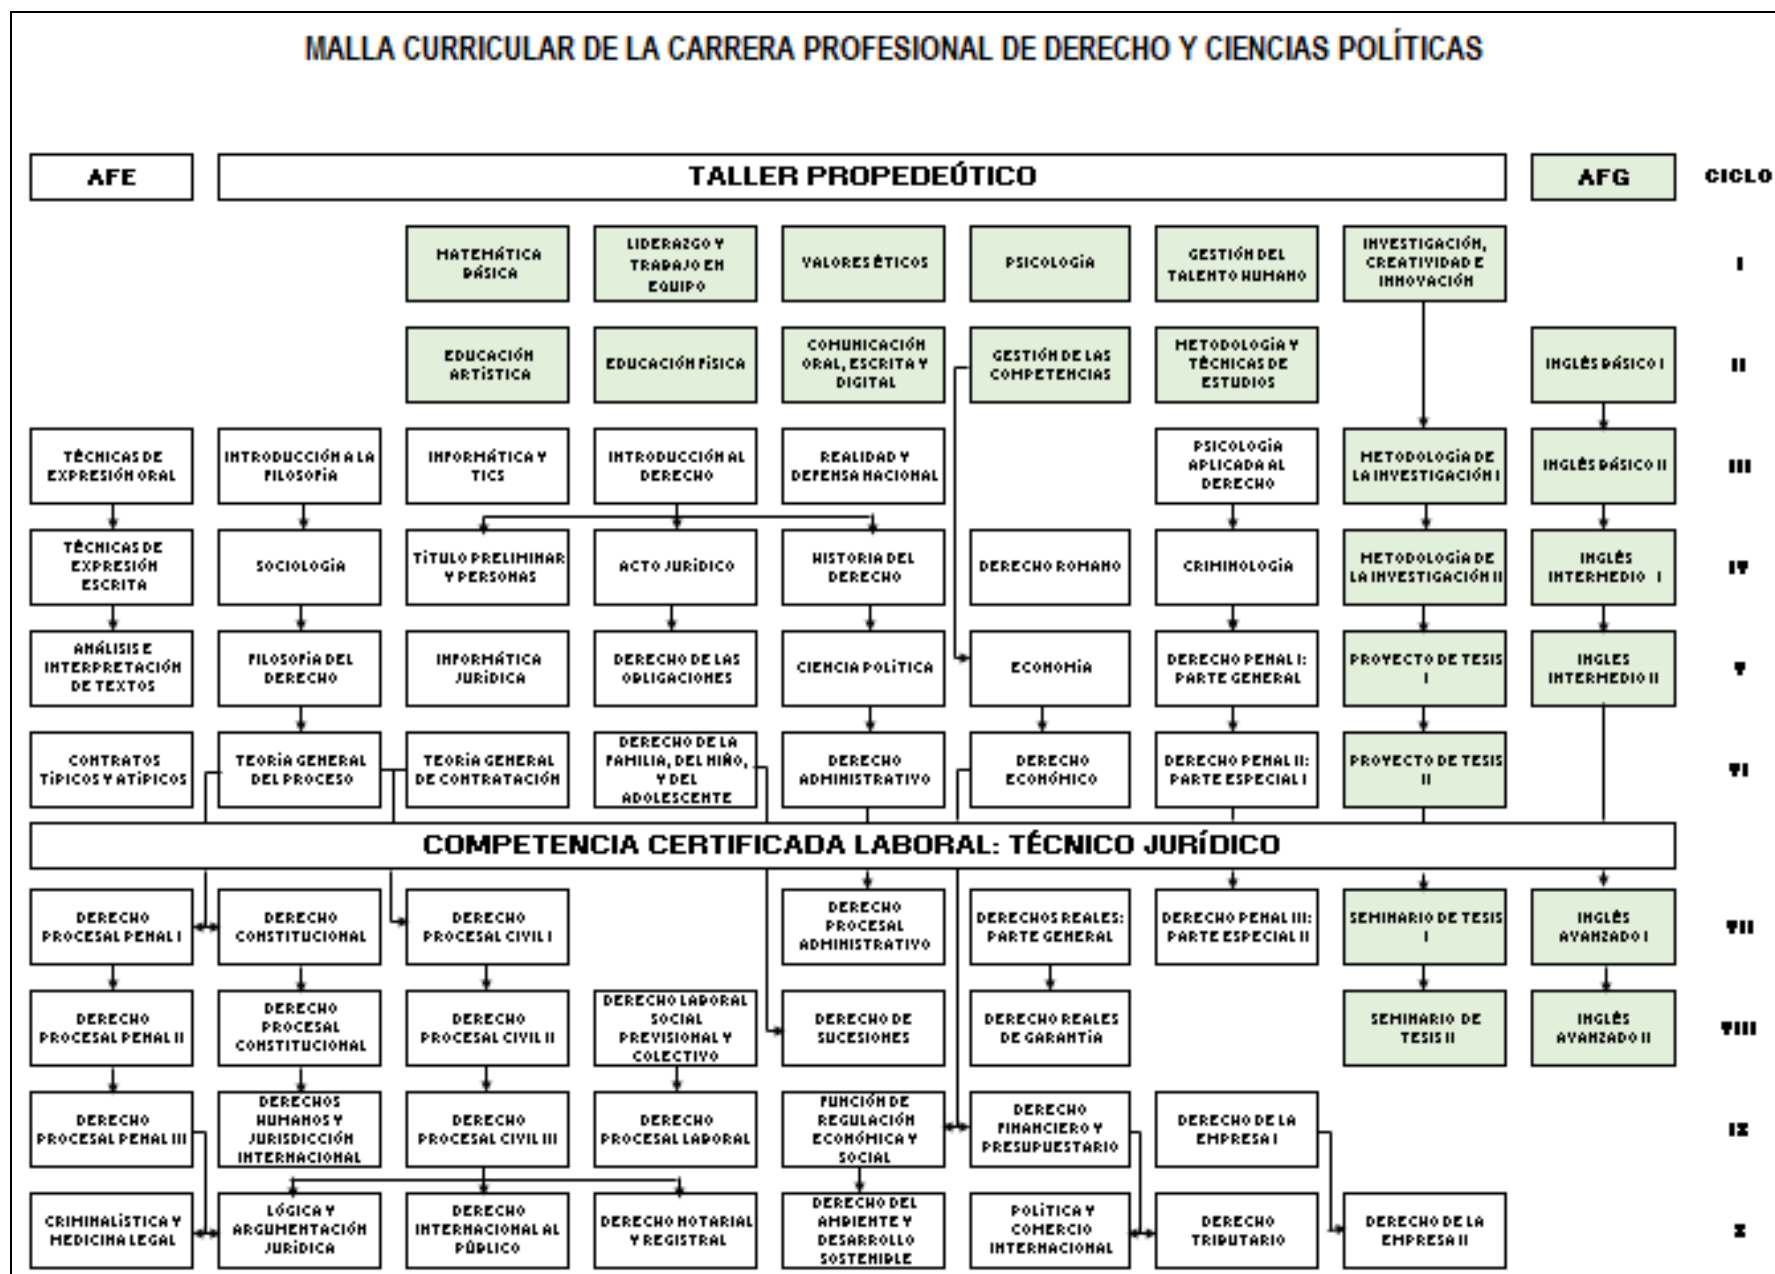 MALLA CURRICULAR DE LA CARRERA PROFESIONAL DE DERECHO Y CIENCIAS POLÍTICAS
AFE
TALLER PROPEDEÚTICO
AFG
CICLO
MATEMÁTICA
BÁSICA
LIDERAZGO Y
TRABAJO EN
EQUIPO
VALORES ÉTICOS
PSICOLOGÍA
GESTIÓN DEL
TALENTO HUMANO
INVESTIGACIÓN,
CREATIVIDAD E
INNOVACIÓN
I
EDUCACIÓN
ARTÍSTICA
EDUCACIÓN FÍSICA
COMUNICACIÓN
ORAL, ESCRITA Y
DIGITAL
GESTIÓN DE LAS
COMPETENCIAS
METODOLOGÍA Y
TÉCNICAS DE
ESTUDIOS
INGLÉS BÁSICO I
II
TÉCNICAS DE
EXPRESIÓN ORAL
INTRODUCCIÓN A LA
FILOSOFÍA
INFORMÁTICA Y
TICS
INTRODUCCIÓN AL
DERECHO
REALIDAD Y
DEFENSA NACIONAL
PSICOLOGÍA
APLICADA AL
DERECHO
METODOLOGÍA DE
LA INVESTIGACIÓN I
INGLÉS BÁSICO II
III
TÉCNICAS DE
EXPRESIÓN
ESCRITA
SOCIOLOGÍA
TÍTULO PRELIMINAR
Y PERSONAS
ACTO JURÍDICO
HISTORIA DEL
DERECHO
DERECHO ROMANO
CRIMINOLOGÍA
METODOLOGÍA DE
LA INVESTIGACIÓN II
INGLÉS
INTERMEDIO I
IV
ANÁLISIS E
INTERPRETACIÓN
DE TEXTOS
FILOSOFÍA DEL
DERECHO
INFORMÁTICA
JURÍDICA
DERECHO DE LAS
OBLIGACIONES
CIENCIA POLÍTICA
ECONOMÍA
DERECHO PENAL I:
PARTE GENERAL
PROYECTO DE TESIS
I
INGLES
INTERMEDIO II
V
CONTRATOS
TÍPICOS Y ATÍPICOS
TEORÍA GENERAL
DEL PROCESO
TEORÍA GENERAL
DE CONTRATACIÓN
DERECHO DE LA
FAMILIA, DEL NIÑO,
Y DEL
ADOLESCENTE
DERECHO
ADMINISTRATIVO
DERECHO
ECONÓMICO
DERECHO PENAL II:
PARTE ESPECIAL I
PROYECTO DE TESIS
II
VI
COMPETENCIA CERTIFICADA LABORAL: TÉCNICO JURÍDICO
DERECHO
PROCESAL PENAL I
DERECHO
CONSTITUCIONAL
DERECHO
PROCESAL CIVIL I
DERECHO
PROCESAL
ADMINISTRATIVO
DERECHOS REALES:
PARTE GENERAL
DERECHO PENAL III:
PARTE ESPECIAL II
SEMINARIO DE TESIS
I
INGLÉS
AVANZADO I
VII
DERECHO
PROCESAL PENAL II
DERECHO
PROCESAL
CONSTITUCIONAL
DERECHO
PROCESAL CIVIL II
DERECHO LABORAL
SOCIAL
PREVISIONAL Y
COLECTIVO
DERECHO DE
SUCESIONES
DERECHO REALES
DE GARANTÍA
SEMINARIO DE
TESIS II
INGLÉS
AVANZADO II
VIII
DERECHO
PROCESAL PENAL III
DERECHOS
HUMANOS Y
JURISDICCIÓN
INTERNACIONAL
DERECHO
PROCESAL CIVIL III
DERECHO
PROCESAL LABORAL
FUNCIÓN DE
REGULACIÓN
ECONÓMICA Y
SOCIAL
DERECHO
FINANCIERO Y
PRESUPUESTARIO
DERECHO DE LA
EMPRESA I
IX
CRIMINALÍSTICA Y
MEDICINA LEGAL
LÓGICA Y
ARGUMENTACIÓN
JURÍDICA
DERECHO
INTERNACIONAL AL
PÚBLICO
DERECHO NOTARIAL
Y REGISTRAL
DERECHO DEL
AMBIENTE Y
DESARROLLO
SOSTENIBLE
POLÍTICA Y
COMERCIO
INTERNACIONAL
DERECHO
TRIBUTARIO
DERECHO DE LA
EMPRESA II
X